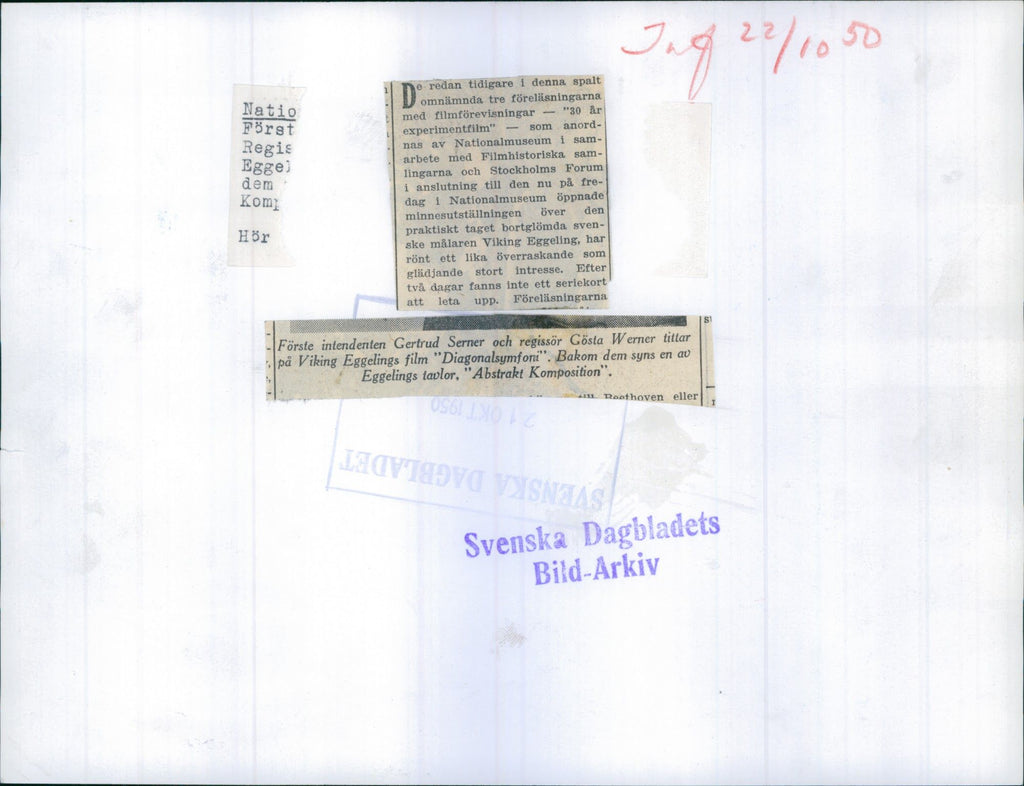 Inf 22/10 50
Natio
Först
Regis
Eggel
dem
Komp
Hör
De redan tidigare i denna spalt
omnämnda tre föreläsningarna
med filmförevisningar — "30 år
experimentfilm" — som anord-
nas av Nationalmuseum i sam-
arbete med Filmhistoriska sam-
lingarna och Stockholms Forum
i anslutning till den nu på fre-
dag i Nationalmuseum öppnade
minnesutställningen över den
praktiskt taget bortglömda sven-
ske målaren Viking Eggeling, har
rönt ett lika överraskande som
glädjande stort intresse. Efter
två dagar fanns inte ett seriekort
att leta upp. Föreläsningarna
Förste intendenten Gertrud Serner och regissör Gösta Werner tittar
på Viking Eggelings film "Diagonalsymfoni". Bakom dem syns en av
Eggelings tavlor, "Abstrakt Komposition".
till Beethoven eller
21 OKT 1950
SVENSKA DAGBLADET
Svenska Dagbladets
Bild-Arkiv